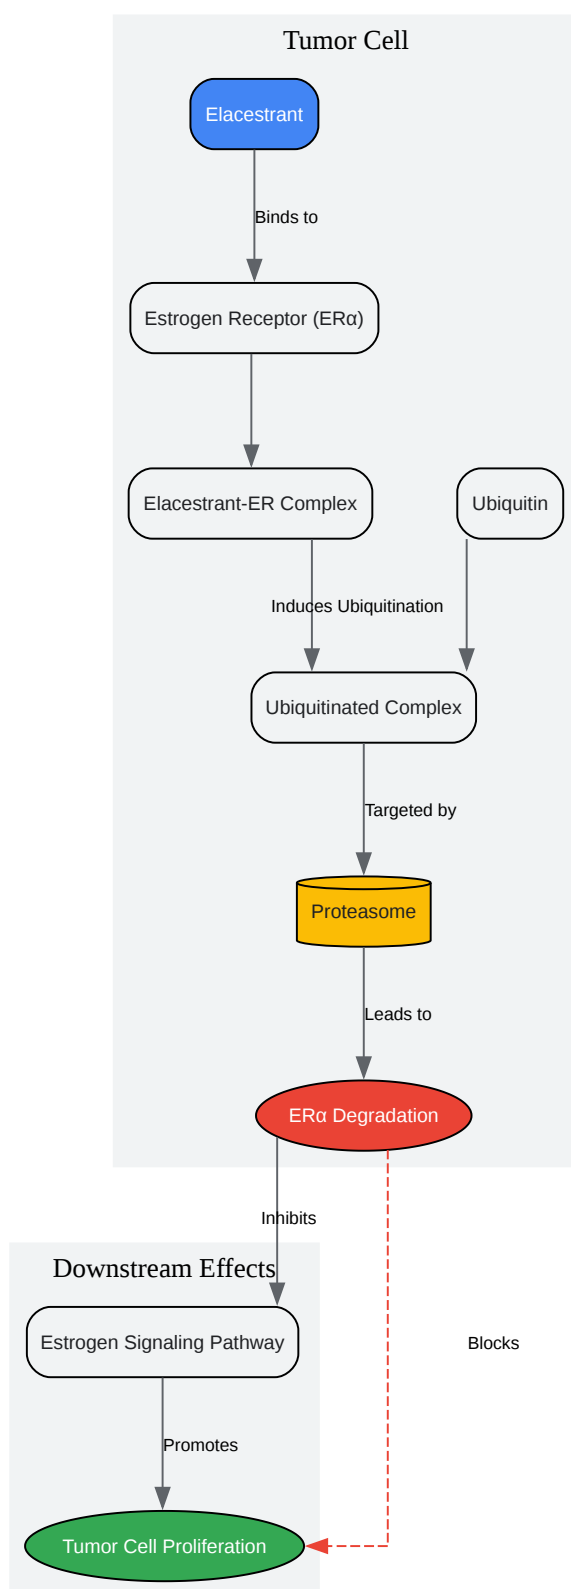 Tumor Cell
Elacestrant
Binds to
Estrogen Receptor (ERα)
Elacestrant-ER Complex
Ubiquitin
Induces Ubiquitination
Ubiquitinated Complex
Targeted by
Proteasome
Leads to
ERα Degradation
Inhibits
Downstream Effects
Estrogen Signaling Pathway
Blocks
Promotes
Tumor Cell Proliferation